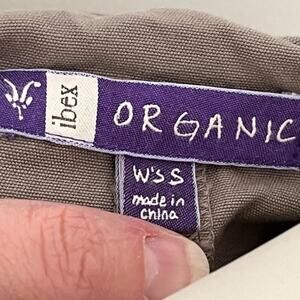 ibex ORGANIC
W's S
made in
China